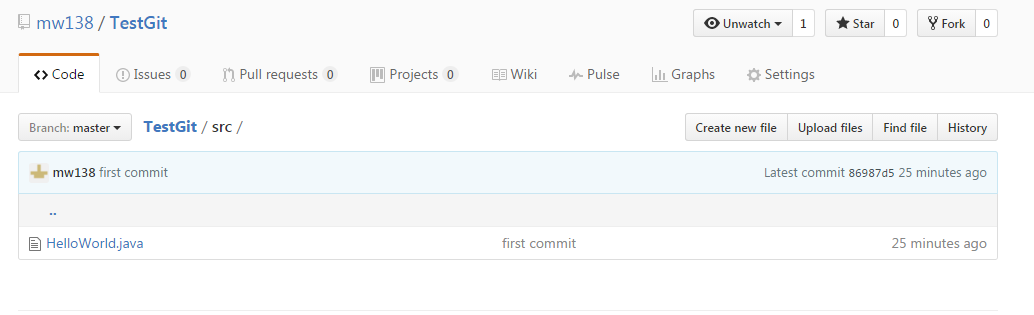 mw138 / TestGit Unwatch 1 Star 0 Fork 0
Code Issues 0 Pull requests 0 Projects 0 Wiki Pulse Graphs Settings
Branch: master TestGit / src / Create new file Upload files Find file History
mw138 first commit Latest commit 86987d5 25 minutes ago
..
HelloWorld.java first commit 25 minutes ago